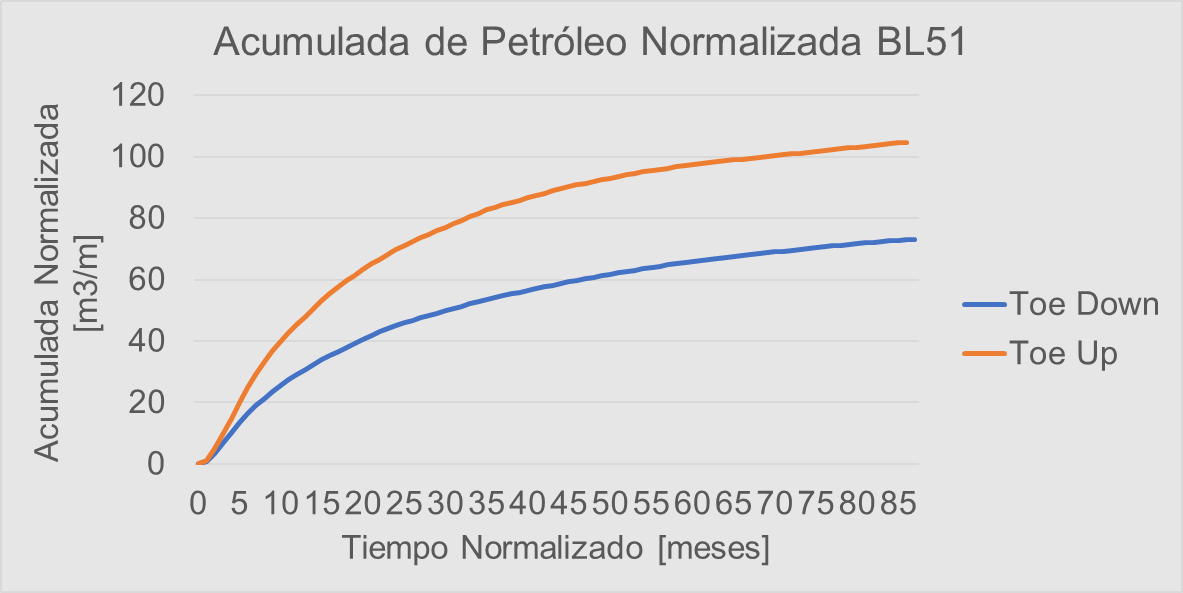 Acumulada de Petróleo Normalizada BL51
Acumulada Normalizada
[m3/m]
120
100
80
60
40
20
0
0 5 10 15 20 25 30 35 40 45 50 55 60 65 70 75 80 85
Tiempo Normalizado [meses]
Toe Down
Toe Up